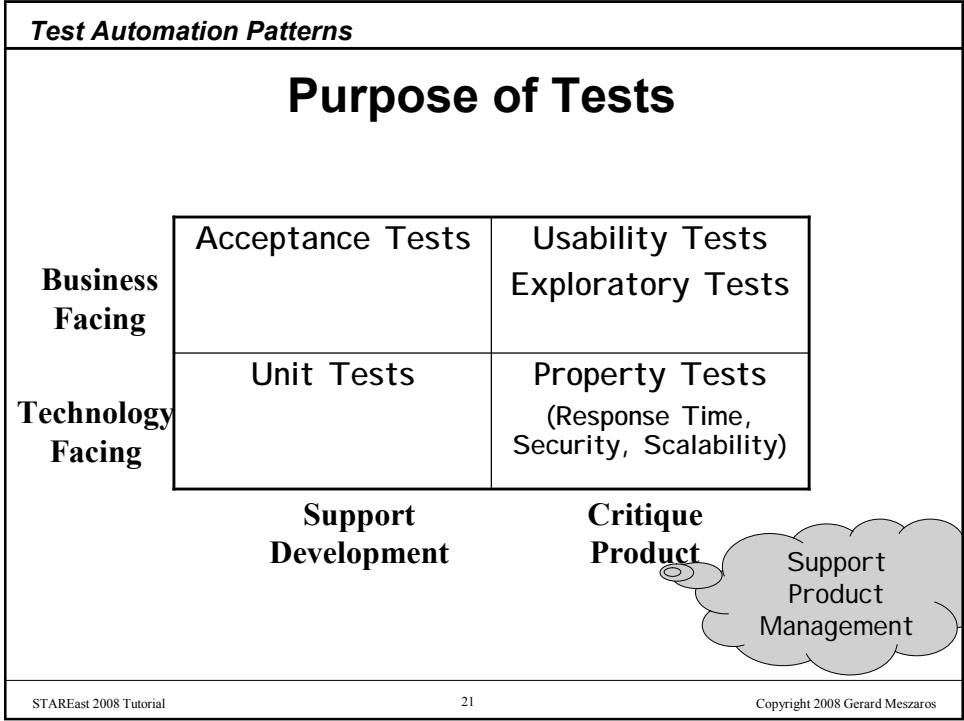 Test Automation Patterns
Purpose of Tests
Business
Facing
Acceptance Tests
Usability Tests
Exploratory Tests
Technology
Facing
Unit Tests
Property Tests
(Response Time,
Security, Scalability)
Support
Development
Critique
Product
Support
Product
Management
STAREast 2008 Tutorial
21
Copyright 2008 Gerard Meszaros